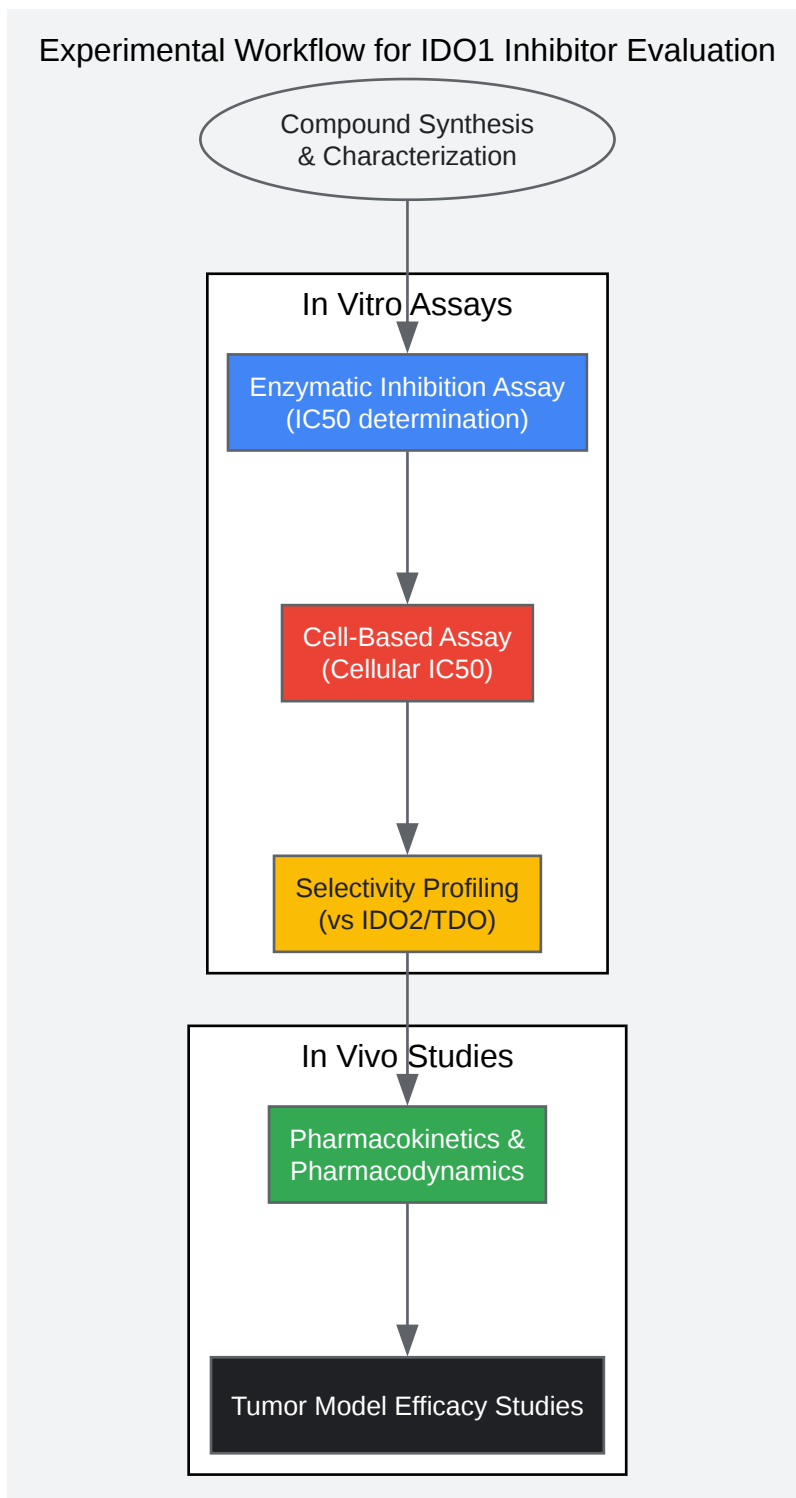 Experimental Workflow for IDO1 Inhibitor Evaluation
Compound Synthesis
& Characterization
In Vitro Assays
Enzymatic Inhibition Assay
(IC50 determination)
Cell-Based Assay
(Cellular IC50)
Selectivity Profiling
(vs IDO2/TDO)
In Vivo Studies
Pharmacokinetics &
Pharmacodynamics
Tumor Model Efficacy Studies